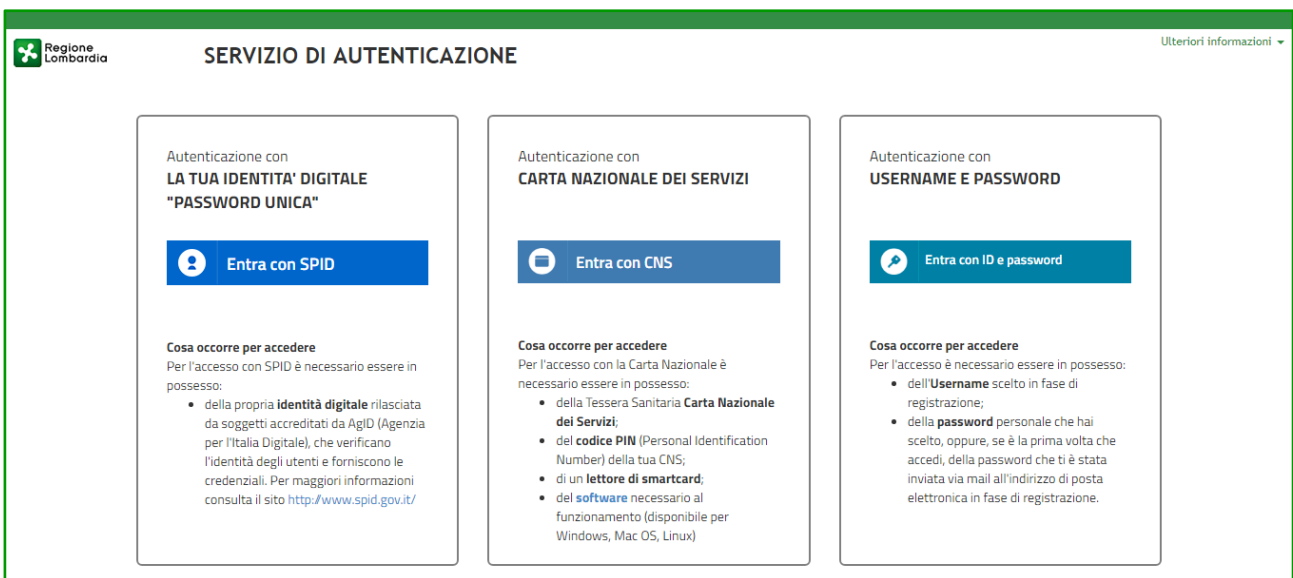 Regione
Lombardia
SERVIZIO DI AUTENTICAZIONE
Ulteriori informazioni
Autenticazione con
LA TUA IDENTITA' DIGITALE
"PASSWORD UNICA"
Entra con SPID
Cosa occorre per accedere
Per l'accesso con SPID è necessario essere in
possesso:
• della propria identità digitale rilasciata
da soggetti accreditati da AgID (Agenzia
per l'Italia Digitale), che verificano
l'identità degli utenti e forniscono le
credenziali. Per maggiori informazioni
consulta il sito http://www.spid.gov.it/
Autenticazione con
CARTA NAZIONALE DEI SERVIZI
Entra con CNS
Cosa occorre per accedere
Per l'accesso con la Carta Nazionale è
necessario essere in possesso:
• della Tessera Sanitaria Carta Nazionale
dei Servizi;
• del codice PIN (Personal Identification
Number) della tua CNS;
• di un lettore di smartcard;
• del software necessario al
funzionamento (disponibile per
Windows, Mac OS, Linux)
Autenticazione con
USERNAME E PASSWORD
Entra con ID e password
Cosa occorre per accedere
Per l'accesso è necessario essere in possesso:
• dell'Username scelto in fase di
registrazione;
• della password personale che hai
scelto, oppure, se è la prima volta che
accedi, della password che ti è stata
inviata via mail all'indirizzo di posta
elettronica in fase di registrazione.